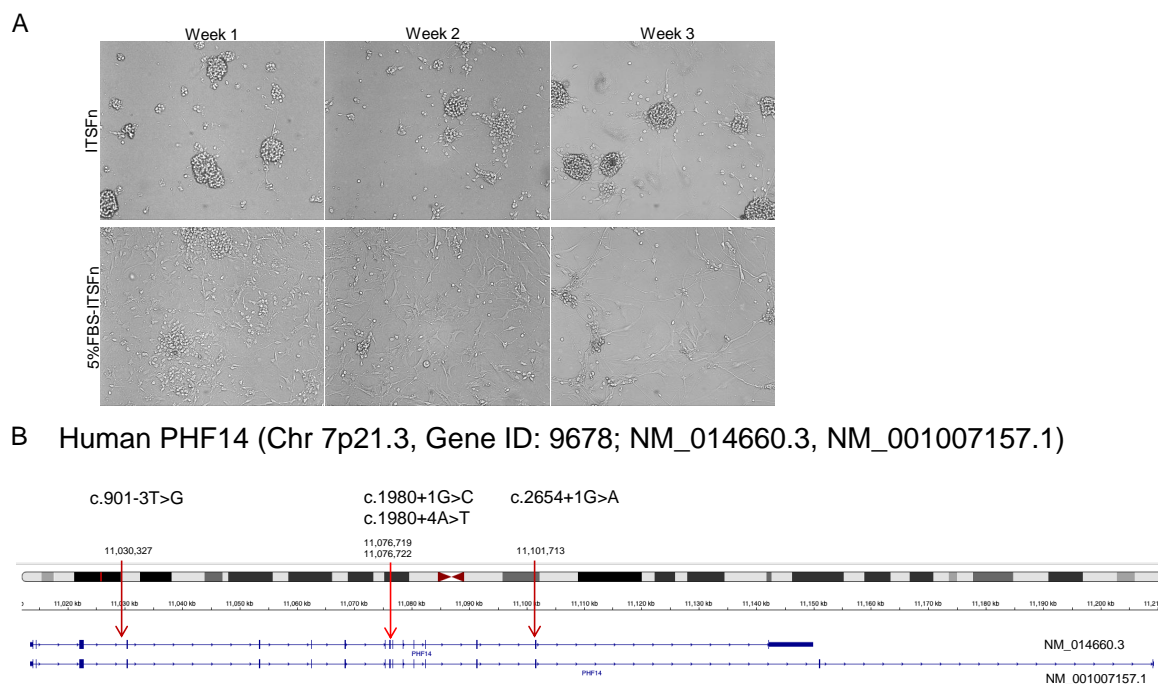 A
Week 1
Week 2
Week 3
ITSFn
5%FBS-ITSFn
B Human PHF14 (Chr 7p21.3, Gene ID: 9678; NM_014660.3, NM_001007157.1)
c.901-3T>G
c.1980+1G>C
c.1980+4A>T
c.2654+1G>A
11,030,327
11,076,719
11,076,722
11,101,713
11,020 kb 11,030 kb 11,040 kb 11,050 kb 11,060 kb 11,070 kb 11,080 kb 11,090 kb 11,100 kb 11,110 kb 11,120 kb 11,130 kb 11,140 kb 11,150 kb 11,160 kb 11,170 kb 11,180 kb 11,190 kb 11,200 kb
PHF14
NM_014660.3
PHF14
NM_001007157.1